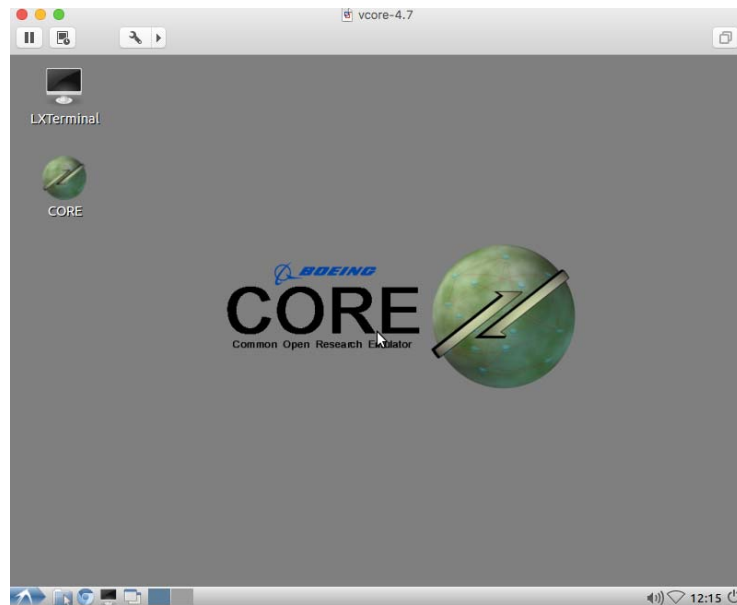 vcore-4.7
LXTerminal
CORE
BOEING
CORE
Common Open Research Emulator
12:15